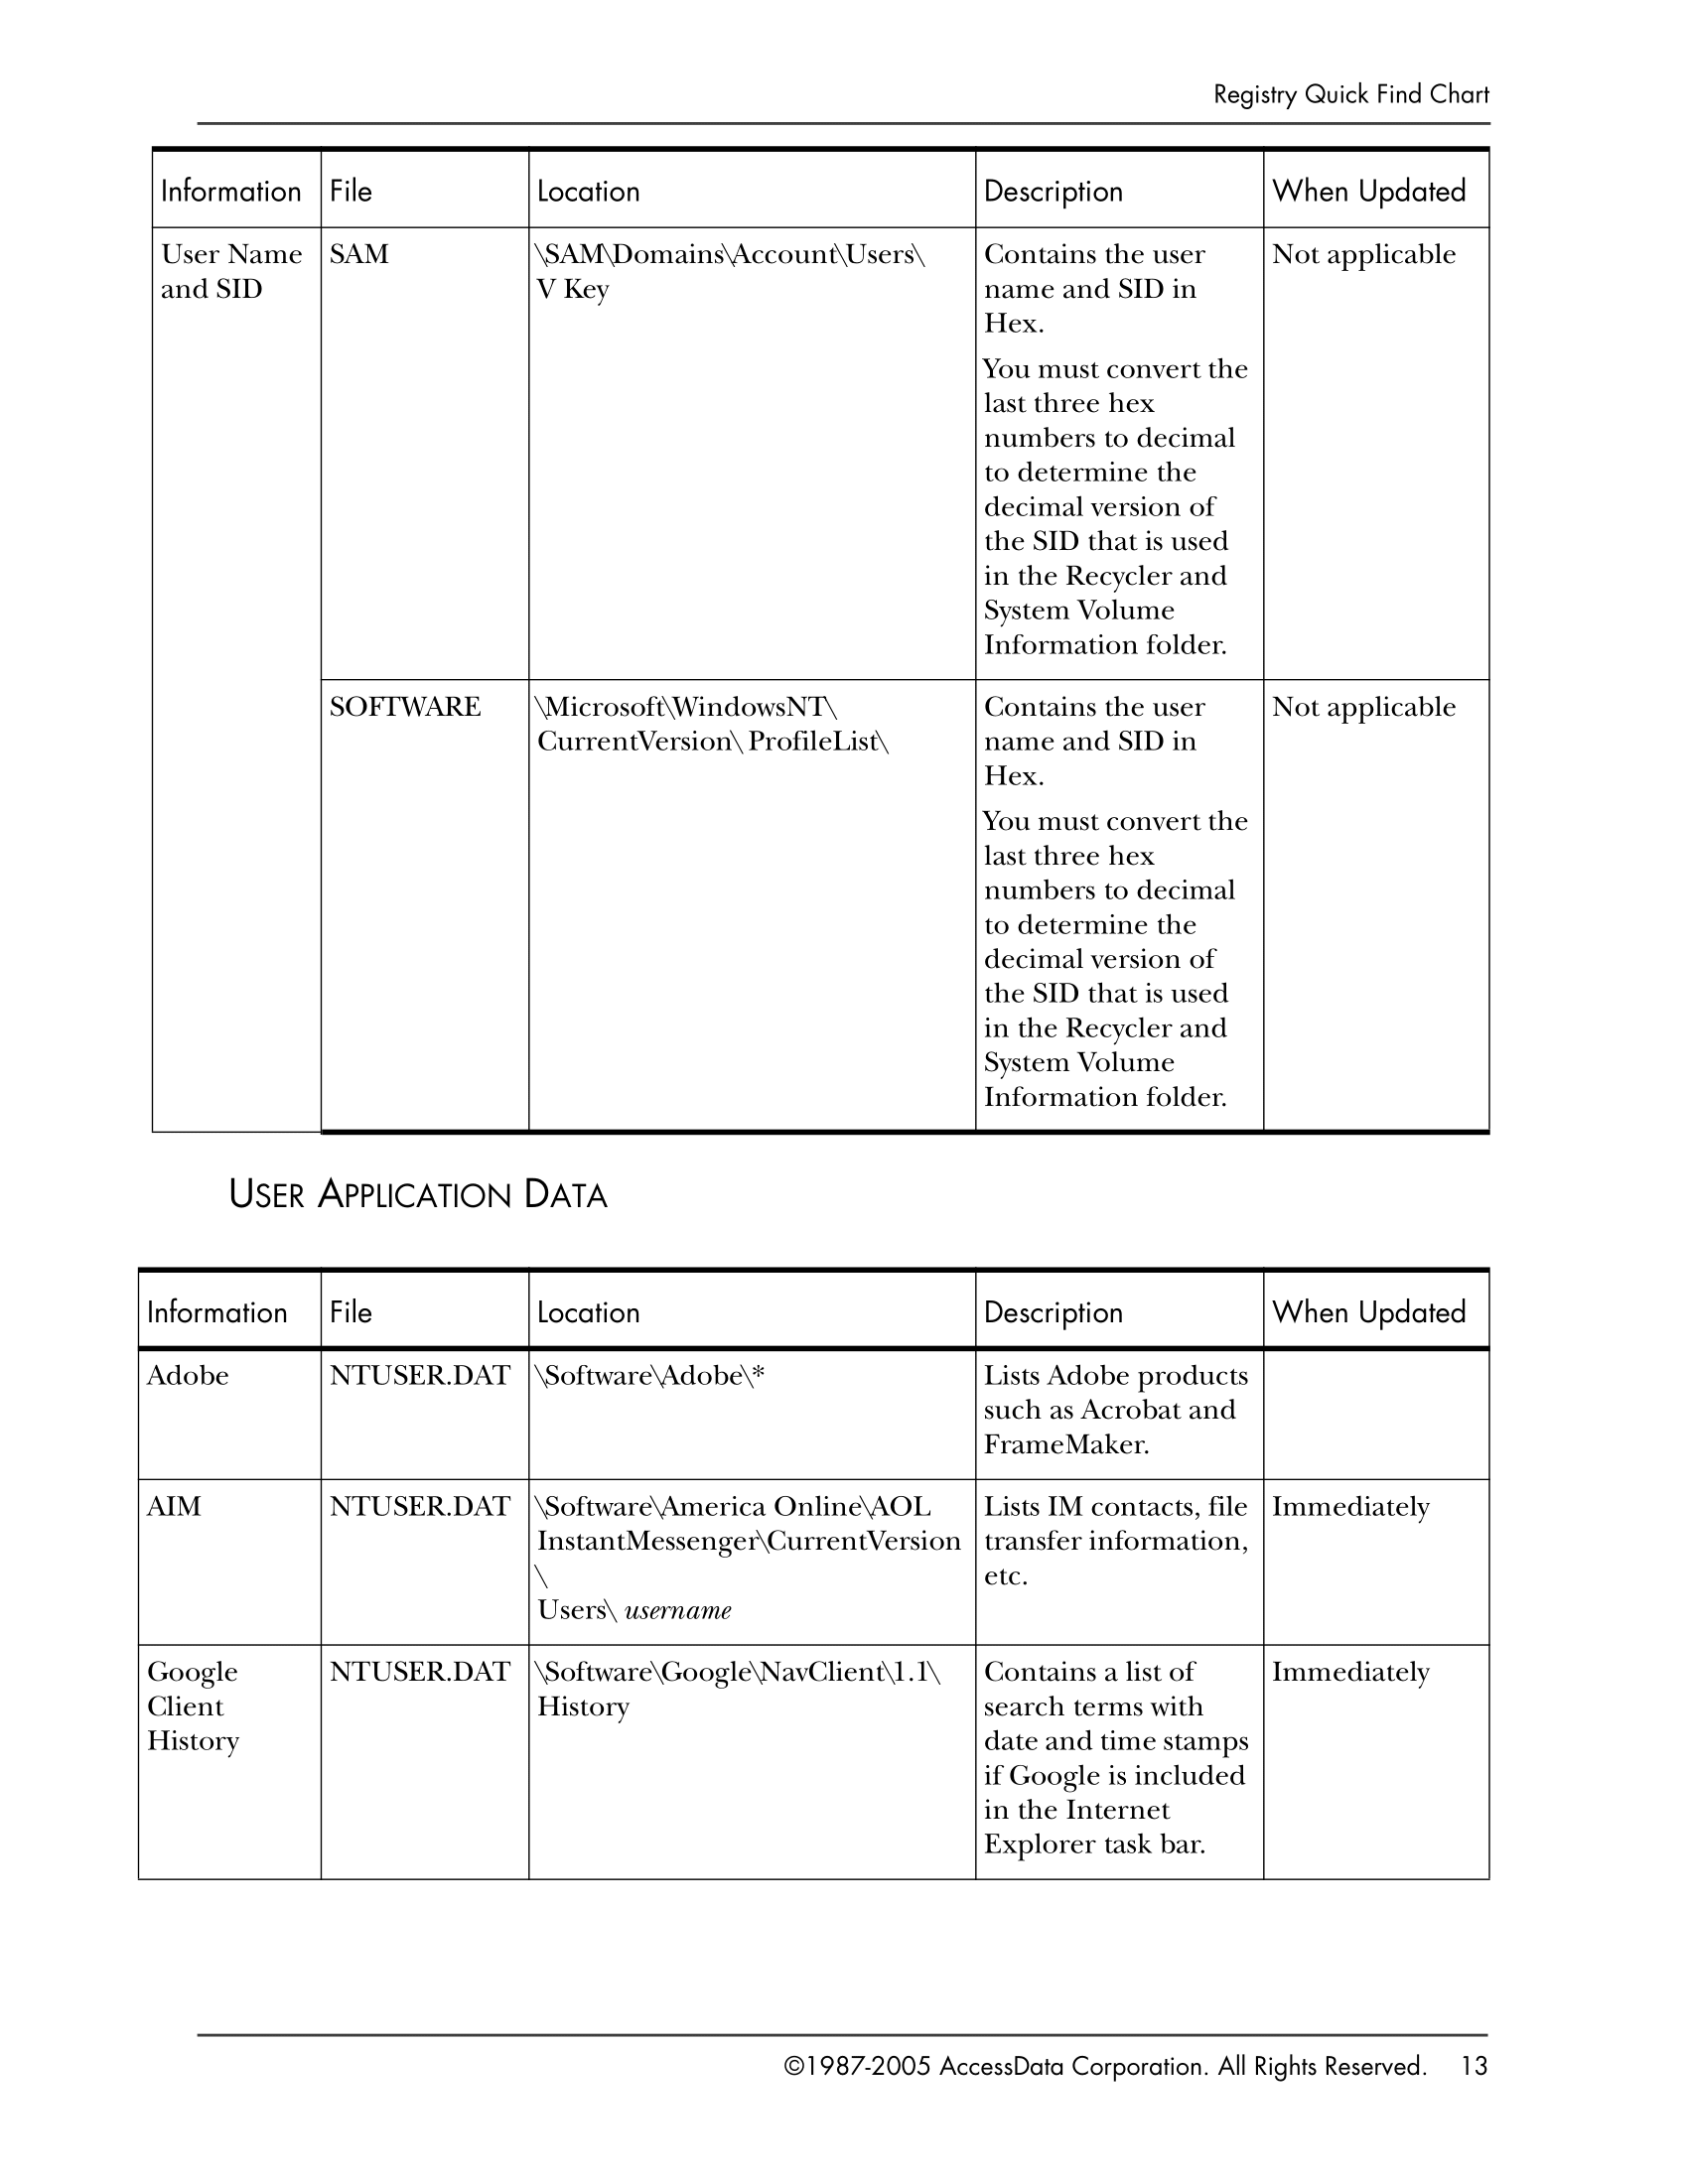 Registry Quick Find Chart
Information File Location Description When Updated
User Name and SID
SAM
\SAM\Domains\Account\Users\
V Key
Contains the user
name and SID in
Hex.
You must convert the
last three hex
numbers to decimal
to determine the
decimal version of
the SID that is used
in the Recycler and
System Volume
Information folder.
Not applicable
SOFTWARE
\Microsoft\WindowsNT\
CurrentVersion\ ProfileList\
Contains the user
name and SID in
Hex.
You must convert the
last three hex
numbers to decimal
to determine the
decimal version of
the SID that is used
in the Recycler and
System Volume
Information folder.
Not applicable
USER APPLICATION DATA
Information File Location Description When Updated
Adobe
NTUSER.DAT
\Software\Adobe\*
Lists Adobe products
such as Acrobat and
FrameMaker.
AIM
NTUSER.DAT
\Software\America Online\AOL
InstantMessenger\CurrentVersion
\
Users\ username
Lists IM contacts, file
transfer information,
etc.
Immediately
Google
Client
History
NTUSER.DAT
\Software\Google\NavClient\1.1\
History
Contains a list of
search terms with
date and time stamps
if Google is included
in the Internet
Explorer task bar.
Immediately
©1987-2005 AccessData Corporation. All Rights Reserved. 13